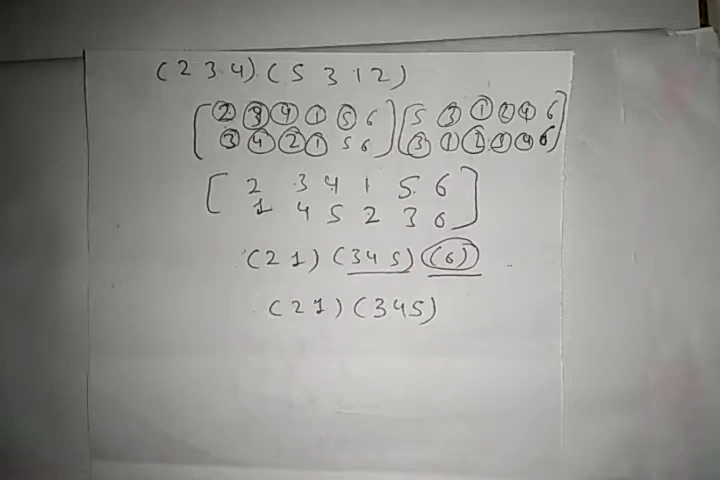 (2 3 4) (5 3 1 2)
[2 3 4 1 5 6] [5 3 1 2 4 6]
[3 4 2 1 5 6] [3 1 2 5 4 6]
[2 3 4 1 5 6]
[1 4 5 2 3 6]
(2 1) (3 4 5) (6)
(2 1) (3 4 5)